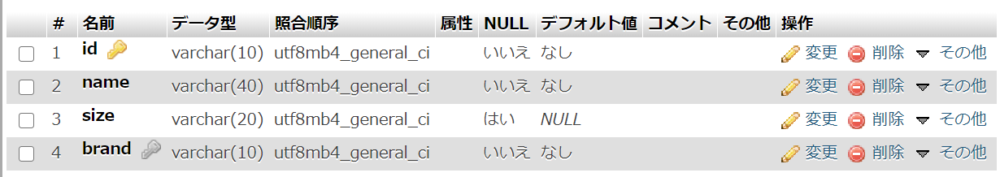 # 名前 データ型 照合順序 属性 NULL デフォルト値 コメント その他 操作
1 id varchar(10) utf8mb4_general_ci いいえ なし 変更 削除 その他
2 name varchar(40) utf8mb4_general_ci いいえ なし 変更 削除 その他
3 size varchar(20) utf8mb4_general_ci はい NULL 変更 削除 その他
4 brand varchar(10) utf8mb4_general_ci いいえ なし 変更 削除 その他